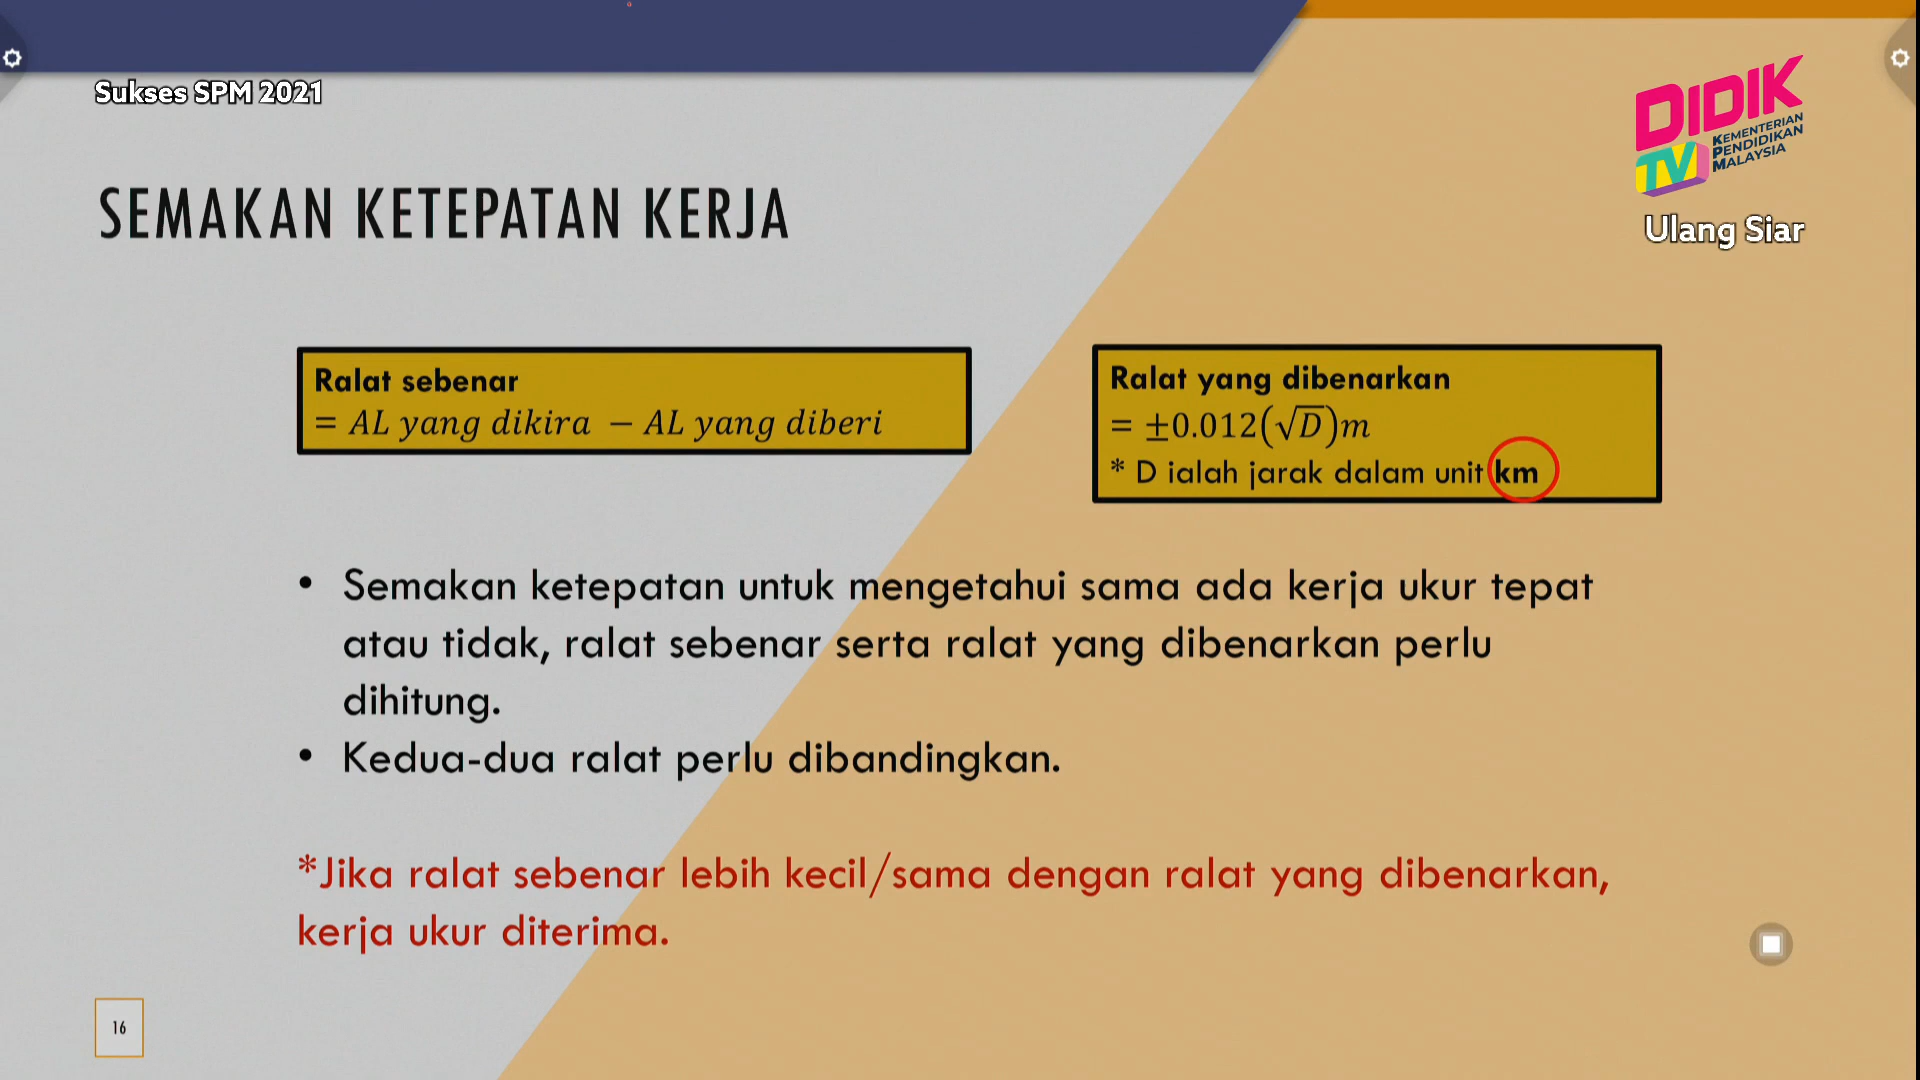 Sukses SPM 2021
DIDIK
TV
KEMENTERIAN
PENDIDIKAN
MALAYSIA
Ulang Siar
SEMAKAN KETEPATAN KERJA
Ralat sebenar
= AL yang dikira − AL yang diberi
Ralat yang dibenarkan
= ±0.012(√D)m
* D ialah jarak dalam unit km
• Semakan ketepatan untuk mengetahui sama ada kerja ukur tepat
atau tidak, ralat sebenar serta ralat yang dibenarkan perlu
dihitung.
• Kedua-dua ralat perlu dibandingkan.
*Jika ralat sebenar lebih kecil/sama dengan ralat yang dibenarkan,
kerja ukur diterima.
16